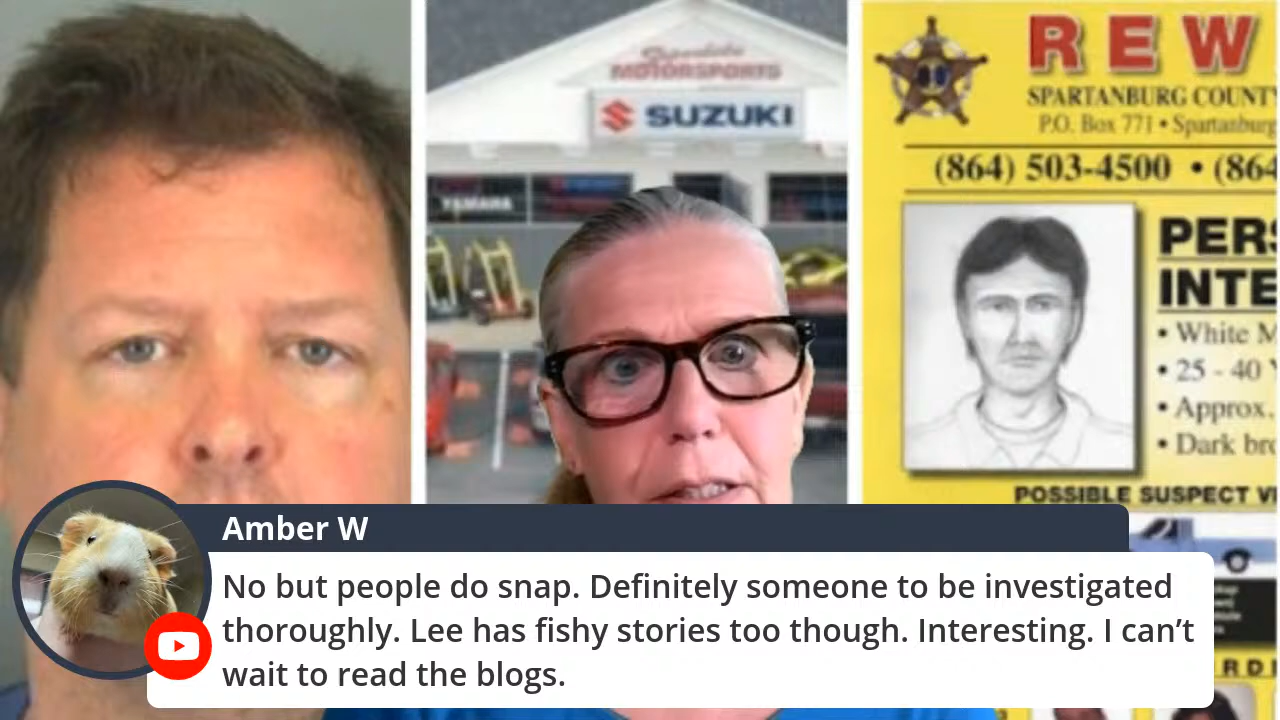 MOTORSPORTS
SUZUKI
YAMAHA
REW
SPARTANBURG COUNTY
P.O. Box 771 • Spartanburg
(864) 503-4500 • (864
PERS
INTE
• White M
• 25 - 40 Y
• Approx.
• Dark bro
POSSIBLE SUSPECT VE
Amber W
No but people do snap. Definitely someone to be investigated
thoroughly. Lee has fishy stories too though. Interesting. I can’t
wait to read the blogs.